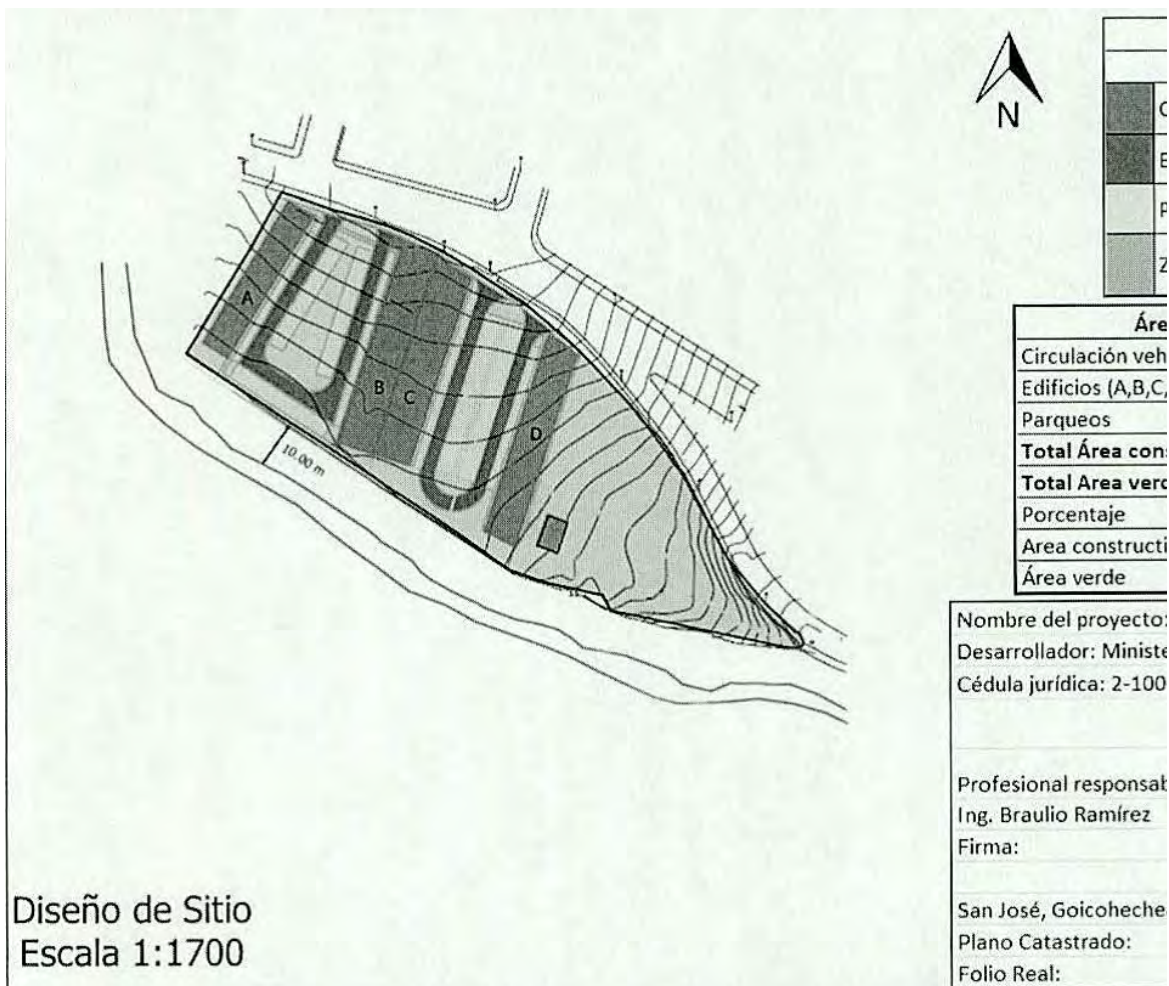 N
C
E
P
Z
A
B
C
D
10.00 m
Áre
Circulación veh
Edificios (A,B,C,
Parqueos
Total Área cons
Total Area verd
Porcentaje
Area constructi
Área verde
Nombre del proyecto:
Desarrollador: Ministe
Cédula jurídica: 2-100
Profesional responsab
Ing. Braulio Ramírez
Firma:
San José, Goicoheche
Plano Catastrado:
Folio Real:
Diseño de Sitio
Escala 1:1700